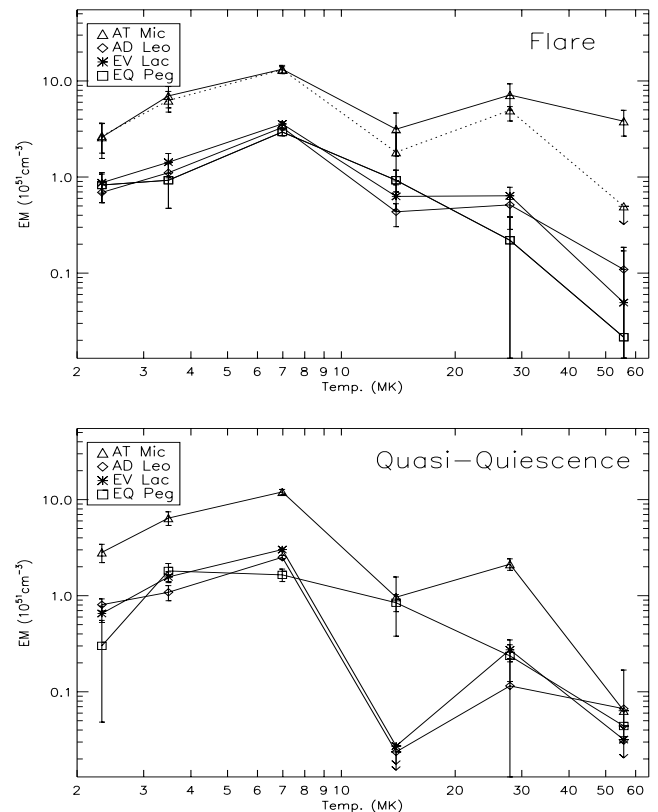 AT Mic
AD Leo
EV Lac
EQ Peg
Flare
10.0
1.0
0.1
EM (10⁵¹cm⁻³)
2 3 4 5 6 7 8 9 10 20 30 40 50 60
Temp. (MK)
AT Mic
AD Leo
EV Lac
EQ Peg
Quasi-Quiescence
10.0
1.0
0.1
EM (10⁵¹cm⁻³)
2 3 4 5 6 7 8 9 10 20 30 40 50 60
Temp. (MK)